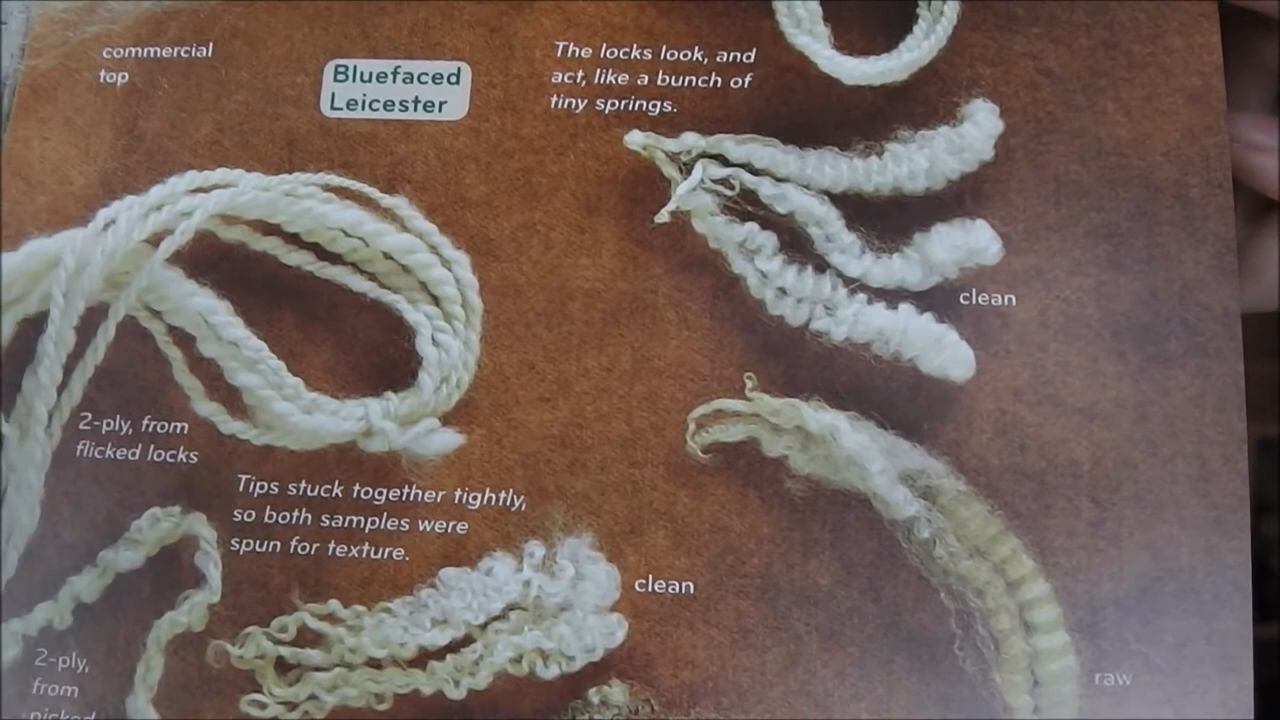 commercial
top
Bluefaced
Leicester
The locks look, and
act, like a bunch of
tiny springs.
clean
2-ply, from
flicked locks
Tips stuck together tightly,
so both samples were
spun for texture.
clean
2-ply,
from
picked
raw